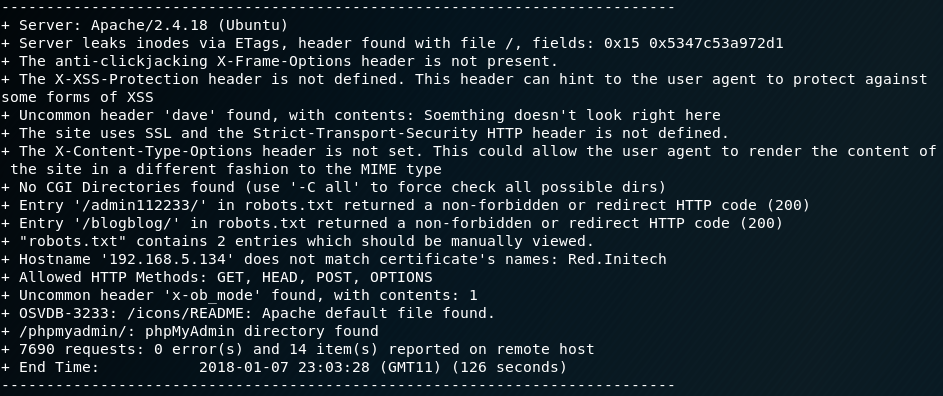 ---------------------------------------------------------------------------
+ Server: Apache/2.4.18 (Ubuntu)
+ Server leaks inodes via ETags, header found with file /, fields: 0x15 0x5347c53a972d1
+ The anti-clickjacking X-Frame-Options header is not present.
+ The X-XSS-Protection header is not defined. This header can hint to the user agent to protect against
some forms of XSS
+ Uncommon header 'dave' found, with contents: Soemthing doesn't look right here
+ The site uses SSL and the Strict-Transport-Security HTTP header is not defined.
+ The X-Content-Type-Options header is not set. This could allow the user agent to render the content of
 the site in a different fashion to the MIME type
+ No CGI Directories found (use '-C all' to force check all possible dirs)
+ Entry '/admin112233/' in robots.txt returned a non-forbidden or redirect HTTP code (200)
+ Entry '/blogblog/' in robots.txt returned a non-forbidden or redirect HTTP code (200)
+ "robots.txt" contains 2 entries which should be manually viewed.
+ Hostname '192.168.5.134' does not match certificate's names: Red.Initech
+ Allowed HTTP Methods: GET, HEAD, POST, OPTIONS
+ Uncommon header 'x-ob_mode' found, with contents: 1
+ OSVDB-3233: /icons/README: Apache default file found.
+ /phpmyadmin/: phpMyAdmin directory found
+ 7690 requests: 0 error(s) and 14 item(s) reported on remote host
+ End Time:           2018-01-07 23:03:28 (GMT11) (126 seconds)
---------------------------------------------------------------------------